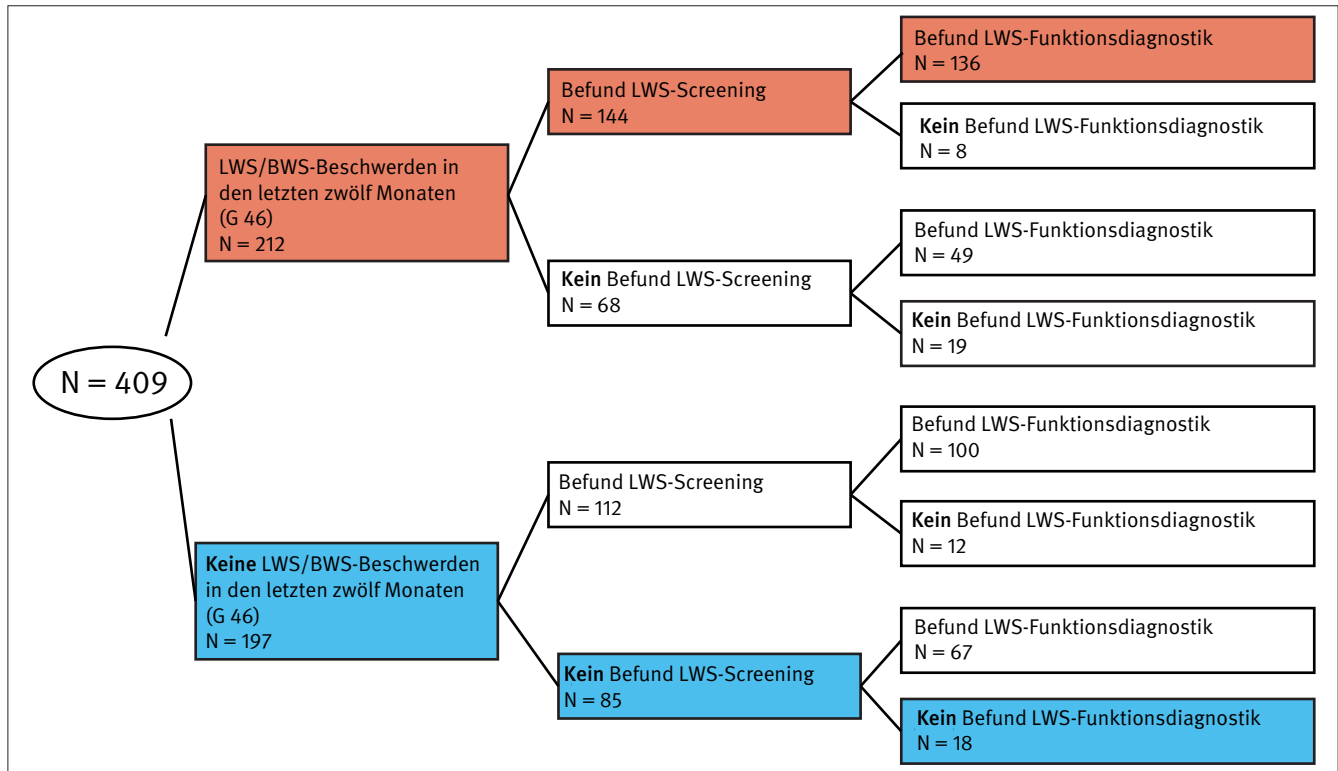 N = 409
LWS/BWS-Beschwerden in
den letzten zwölf Monaten
(G 46)
N = 212
Keine LWS/BWS-Beschwerden
in den letzten zwölf Monaten
(G 46)
N = 197
Befund LWS-Screening
N = 144
Kein Befund LWS-Screening
N = 68
Befund LWS-Screening
N = 112
Kein Befund LWS-Screening
N = 85
Befund LWS-Funktionsdiagnostik
N = 136
Kein Befund LWS-Funktionsdiagnostik
N = 8
Befund LWS-Funktionsdiagnostik
N = 49
Kein Befund LWS-Funktionsdiagnostik
N = 19
Befund LWS-Funktionsdiagnostik
N = 100
Kein Befund LWS-Funktionsdiagnostik
N = 12
Befund LWS-Funktionsdiagnostik
N = 67
Kein Befund LWS-Funktionsdiagnostik
N = 18